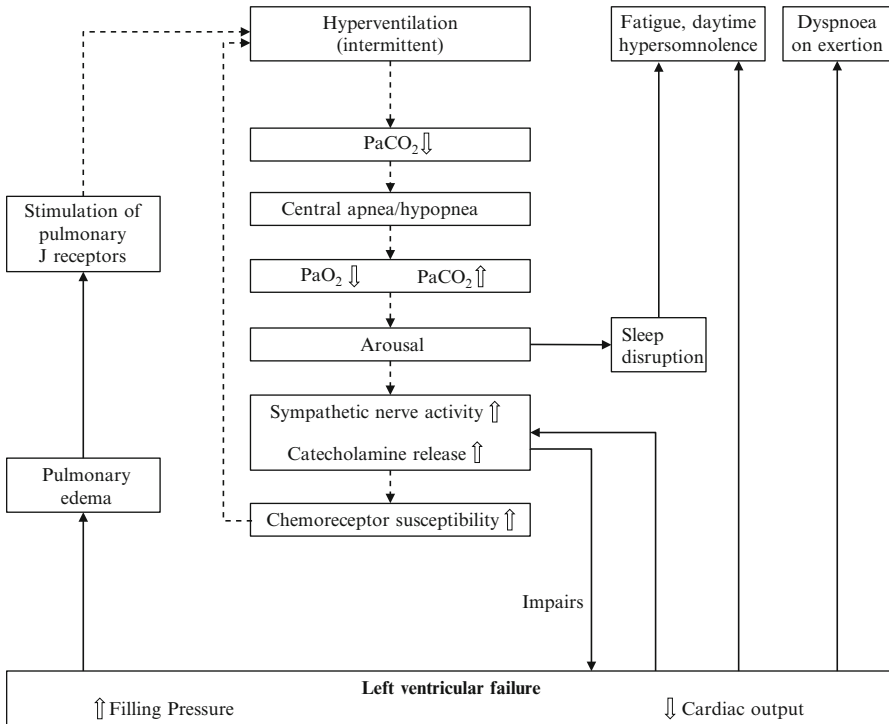 Hyperventilation
(intermittent)
Fatigue, daytime
hypersomnolence
Dyspnoea
on exertion
PaCO₂ ⇩
Stimulation of
pulmonary
J receptors
Central apnea/hypopnea
PaO₂ ⇩ PaCO₂ ⇧
Arousal
Sleep
disruption
Sympathetic nerve activity ⇧
Catecholamine release ⇧
Pulmonary
edema
Chemoreceptor susceptibility ⇧
Impairs
Left ventricular failure
⇧ Filling Pressure
⇩ Cardiac output